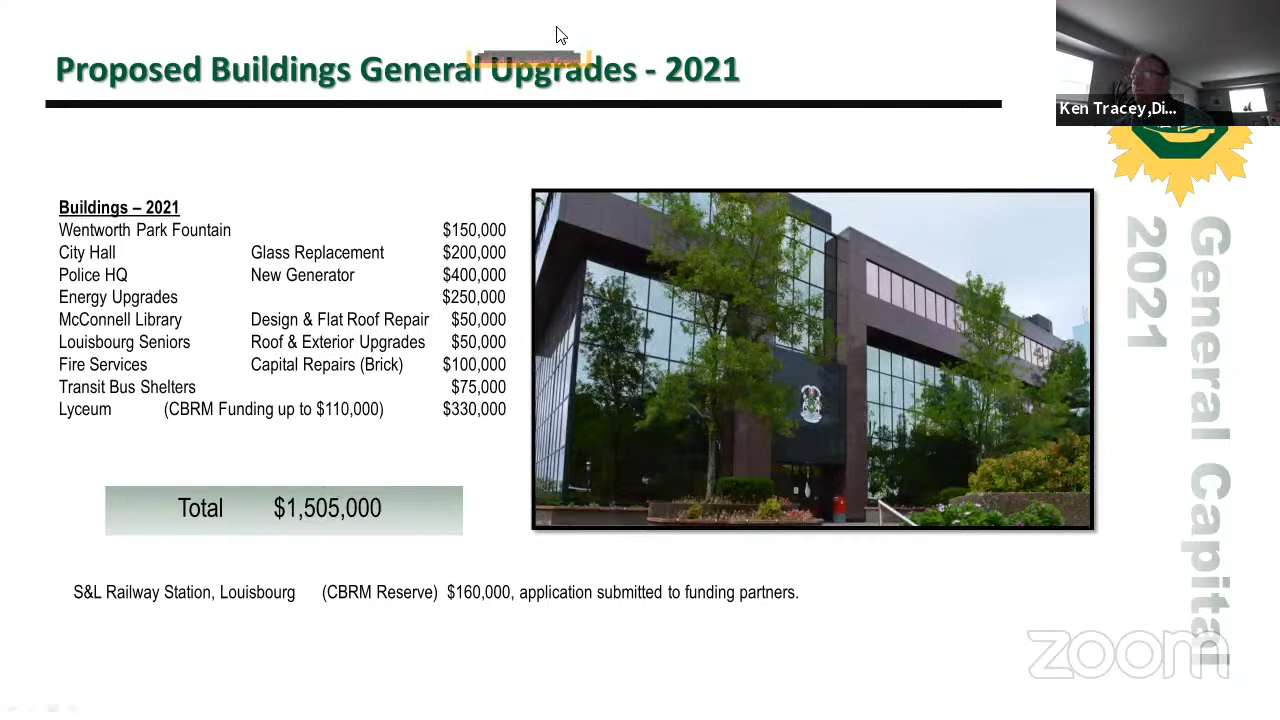 Proposed Buildings General Upgrades - 2021
Ken Tracey,Di...
Buildings – 2021
Wentworth Park Fountain $150,000
City Hall Glass Replacement $200,000
Police HQ New Generator $400,000
Energy Upgrades $250,000
McConnell Library Design & Flat Roof Repair $50,000
Louisbourg Seniors Roof & Exterior Upgrades $50,000
Fire Services Capital Repairs (Brick) $100,000
Transit Bus Shelters $75,000
Lyceum (CBRM Funding up to $110,000) $330,000
Total $1,505,000
S&L Railway Station, Louisbourg (CBRM Reserve) $160,000, application submitted to funding partners.
General Capital
2021
zoom